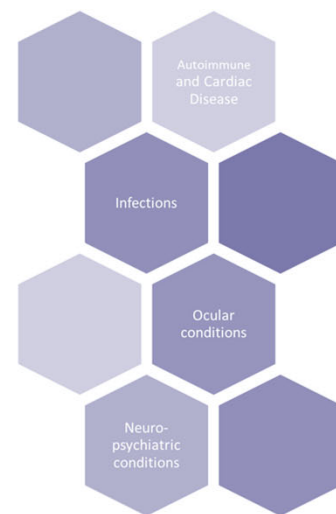 Autoimmune
and Cardiac
Disease
Infections
Ocular
conditions
Neuro-
psychiatric
conditions